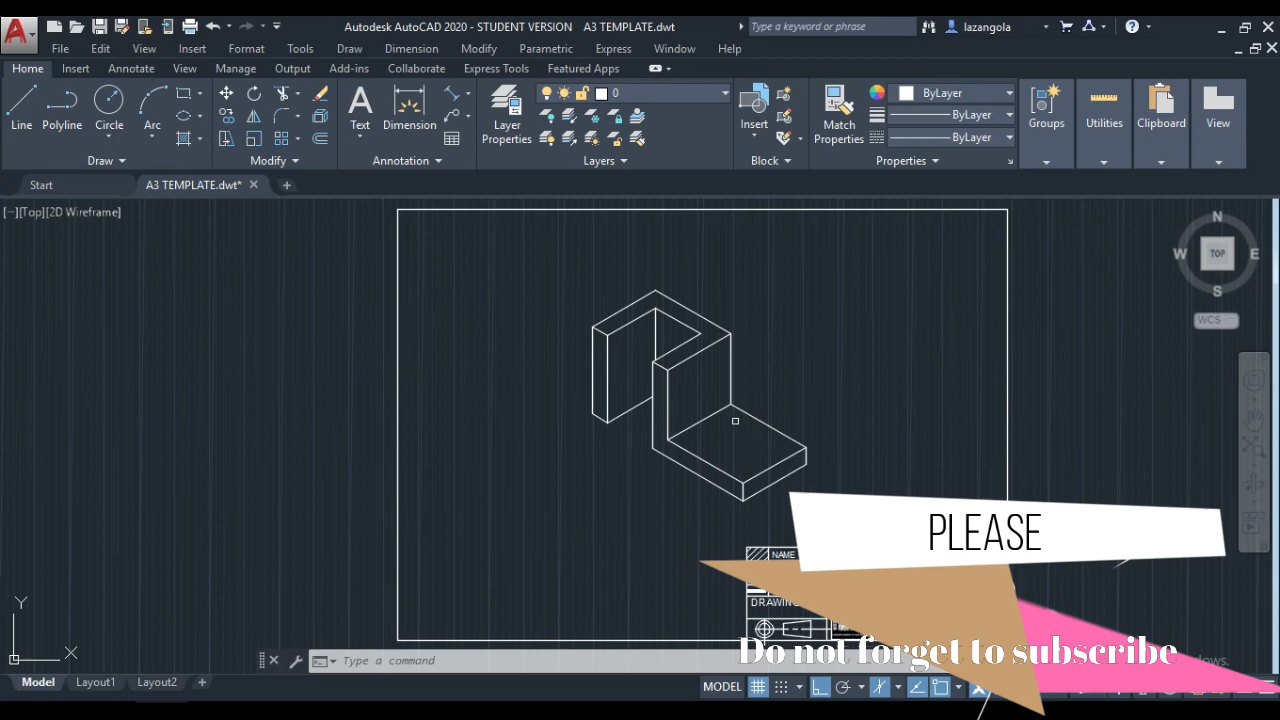 Autodesk AutoCAD 2020 - STUDENT VERSION A3 TEMPLATE.dwt
Type a keyword or phrase
lazangola
File Edit View Insert Format Tools Draw Dimension Modify Parametric Express Window Help
Home Insert Annotate View Manage Output Add-ins Collaborate Express Tools Featured Apps
0
ByLayer
ByLayer
ByLayer
Line Polyline Circle Arc
Text Dimension
Layer Properties
Insert
Match Properties
Groups Utilities Clipboard View
Draw Modify Annotation Layers Block Properties
Start A3 TEMPLATE.dwt*
[−][Top][2D Wireframe]
N
W TOP E
S
WCS
PLEASE
NAME
DRAWING
Do not forget to subscribe
Y
X
Type a command
Model Layout1 Layout2
MODEL